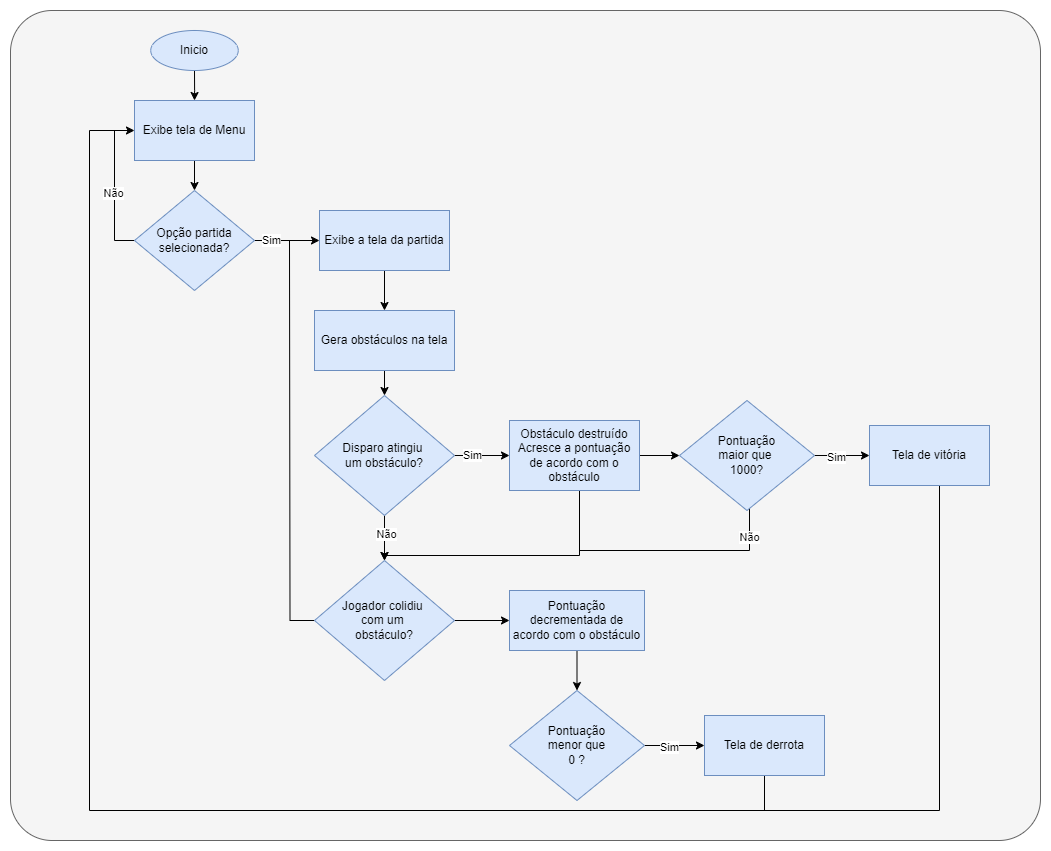 Inicio
Exibe tela de Menu
Não
Opção partida
selecionada?
Sim
Exibe a tela da partida
Gera obstáculos na tela
Disparo atingiu
um obstáculo?
Sim
Obstáculo destruído
Acresce a pontuação
de acordo com o
obstáculo
Pontuação
maior que
1000?
Sim
Tela de vitória
Não
Não
Jogador colidiu
com um
obstáculo?
Pontuação
decrementada de
acordo com o obstáculo
Pontuação
menor que
0 ?
Sim
Tela de derrota